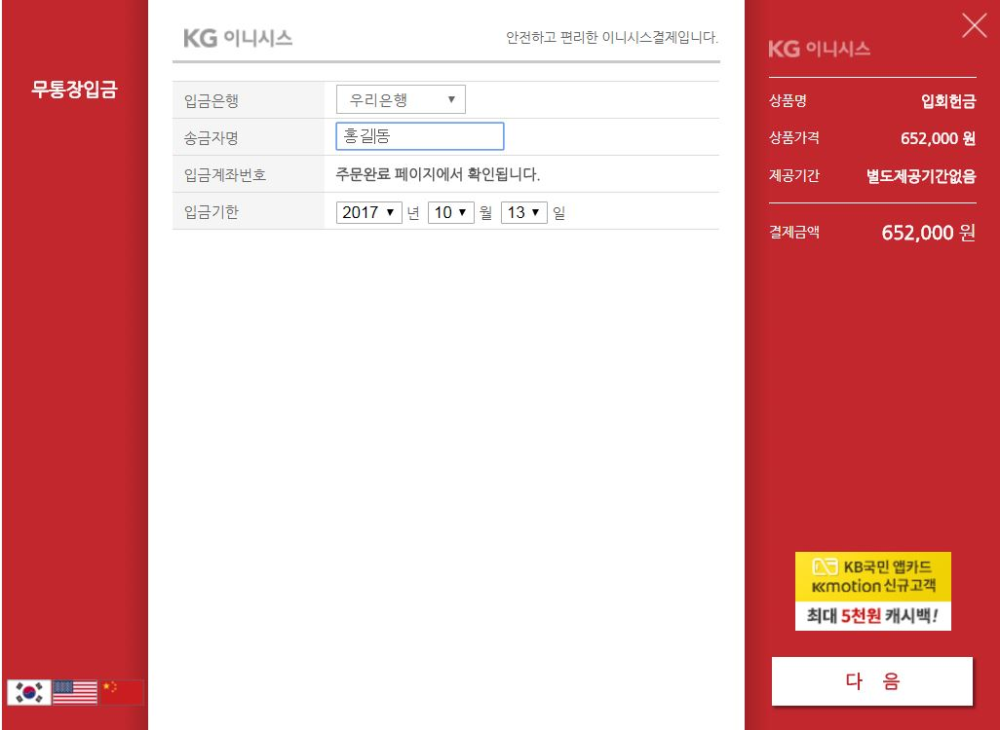 무통장입금
KG 이니시스
안전하고 편리한 이니시스결제입니다.
입금은행 우리은행 ▼
송금자명 홍길동
입금계좌번호 주문완료 페이지에서 확인됩니다.
입금기한 2017 ▼ 년 10 ▼ 월 13 ▼ 일
KG 이니시스
상품명 입회헌금
상품가격 652,000 원
제공기간 별도제공기간없음
결제금액 652,000 원
KB국민 앱카드
K-motion 신규고객
최대 5천원 캐시백!
다 음